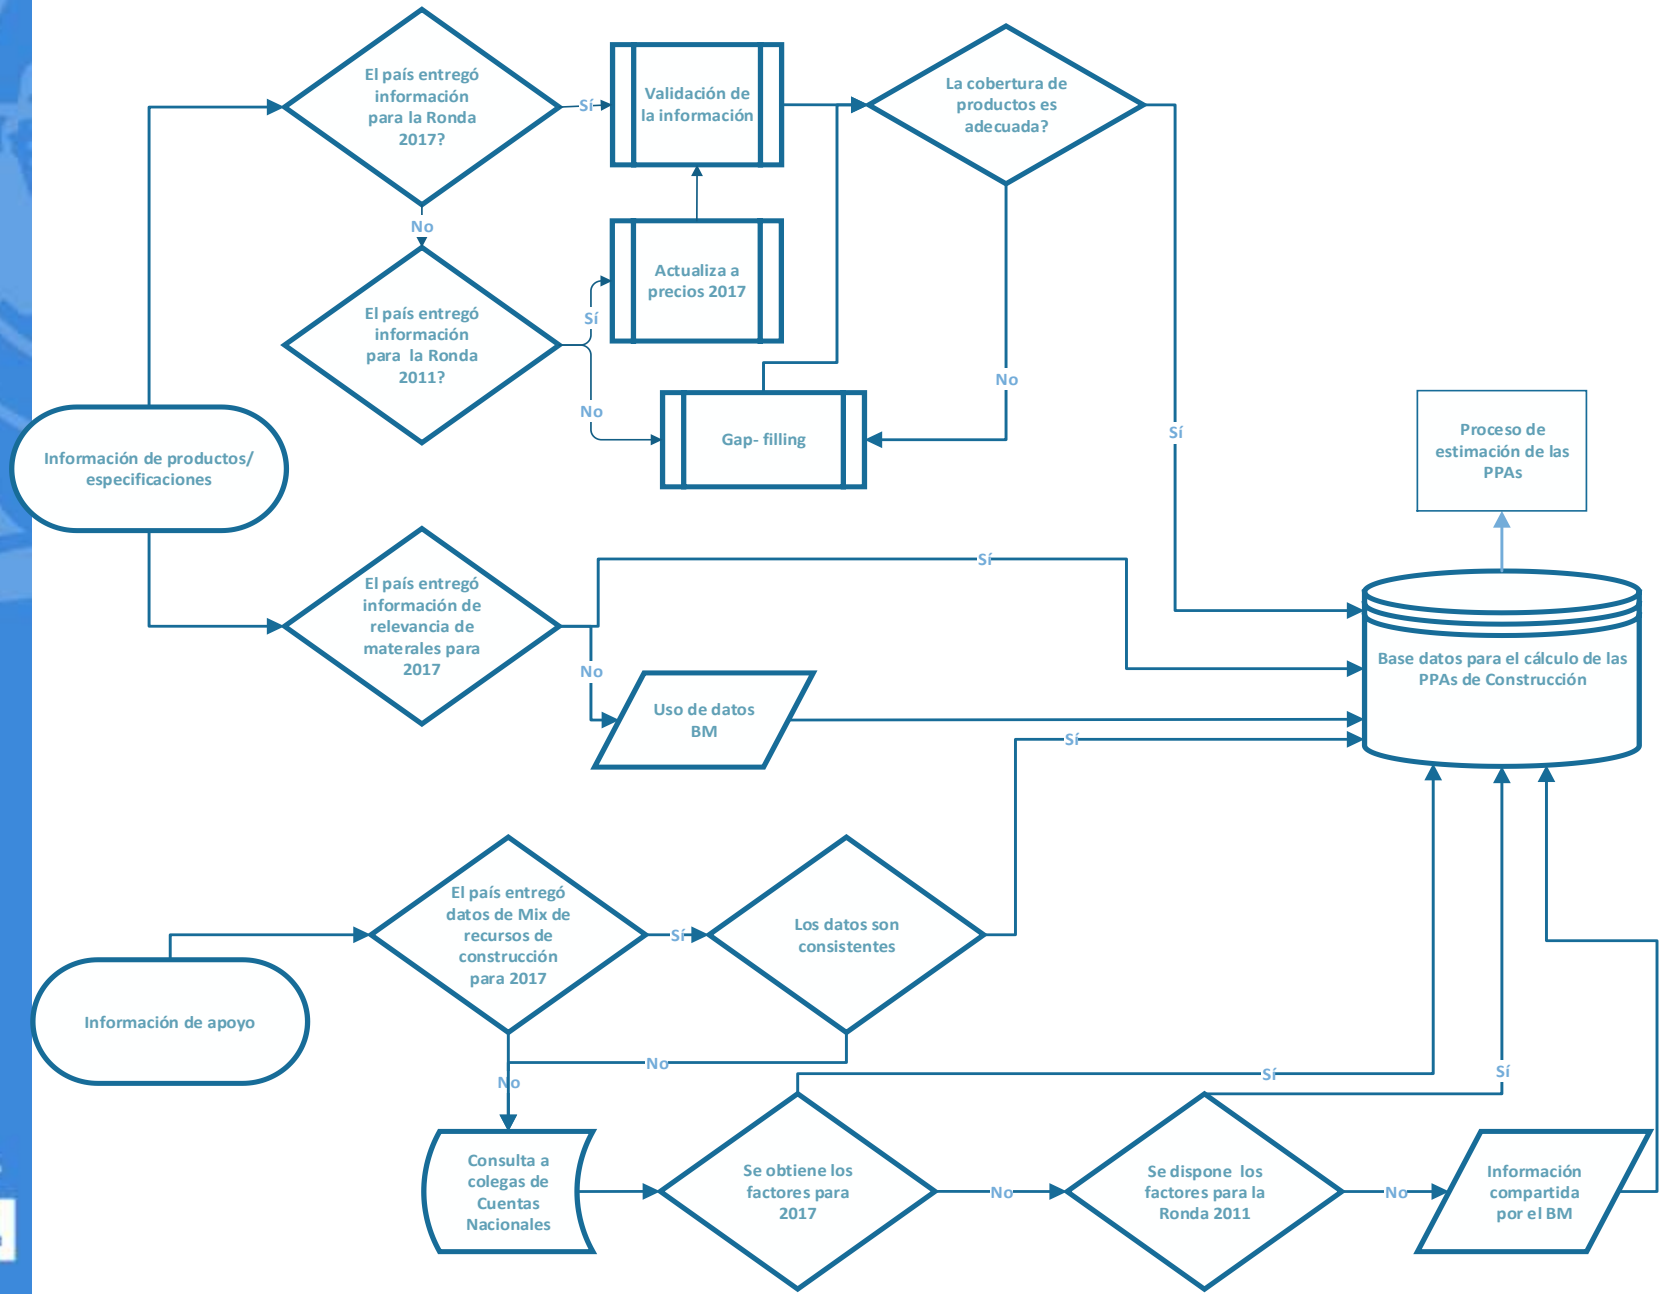 El país entregó
información
para la Ronda
2017?
Sí
Validación de
la información
La cobertura de
productos es
adecuada?
No
El país entregó
información
para  la Ronda
2011?
Sí
Actualiza a
precios 2017
No
Gap- filling
No
Sí
Información de productos/
especificaciones
Proceso de
estimación de las
PPAs
El país entregó
información de
relevancia de
materales para
2017
Sí
No
Uso de datos
BM
Base datos para el cálculo de las
PPAs de Construcción
Sí
El país entregó
datos de Mix de
recursos de
construcción
para 2017
Sí
Los datos son
consistentes
Información de apoyo
No
No
Sí
Sí
Consulta a
colegas de
Cuentas
Nacionales
Se obtiene los
factores para
2017
No
Se dispone  los
factores para la
Ronda 2011
No
Información
compartida
por el BM